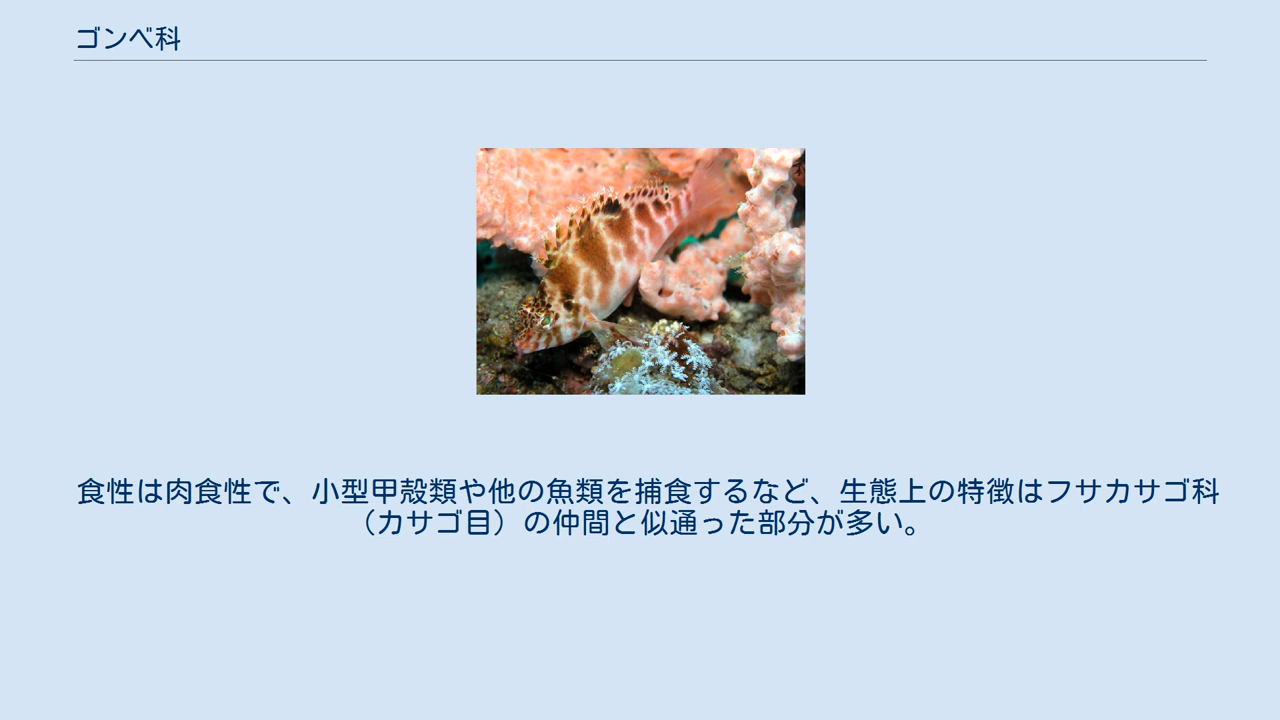 ゴンベ科
食性は肉食性で、小型甲殻類や他の魚類を捕食するなど、生態上の特徴はフサカサゴ科
（カサゴ目）の仲間と似通った部分が多い。